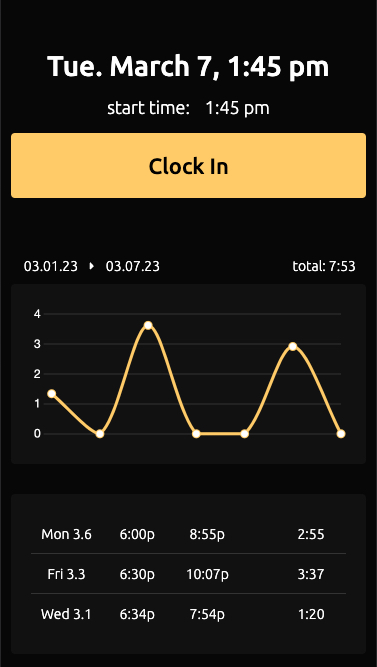 Tue. March 7, 1:45 pm
start time: 1:45 pm
Clock In
03.01.23 03.07.23 total: 7:53
4
3
2
1
0
Mon 3.6 6:00p 8:55p 2:55
Fri 3.3 6:30p 10:07p 3:37
Wed 3.1 6:34p 7:54p 1:20